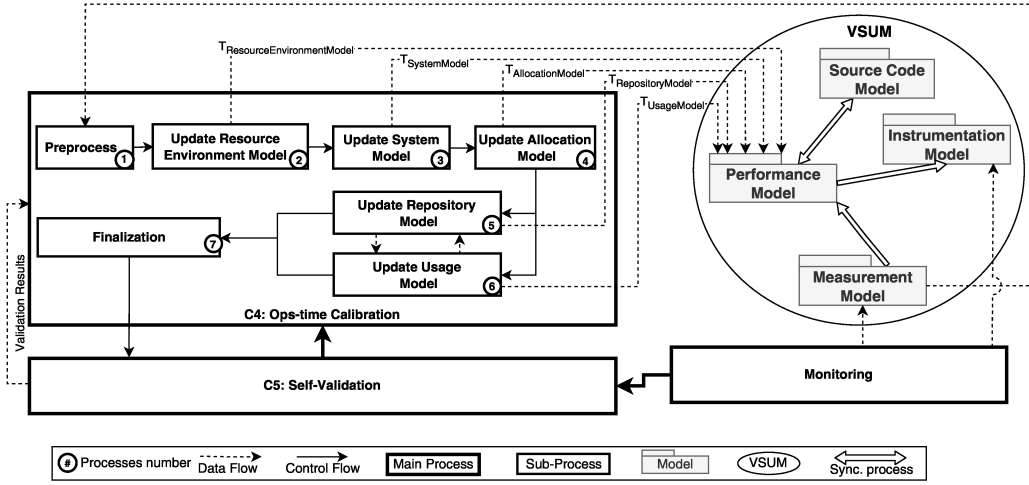 VSUM
T_ResourceEnvironmentModel
T_SystemModel
T_AllocationModel
T_RepositoryModel
T_UsageModel
Source Code
Model
Instrumentation
Model
Performance
Model
Measurement
Model
Preprocess
1
Update Resource
Environment Model
2
Update System
Model
3
Update Allocation
Model
4
Update Repository
Model
5
Finalization
7
Update Usage
Model
6
C4: Ops-time Calibration
Validation Results
C5: Self-Validation
Monitoring
#
Processes number
Data Flow
Control Flow
Main Process
Sub-Process
Model
VSUM
Sync. process